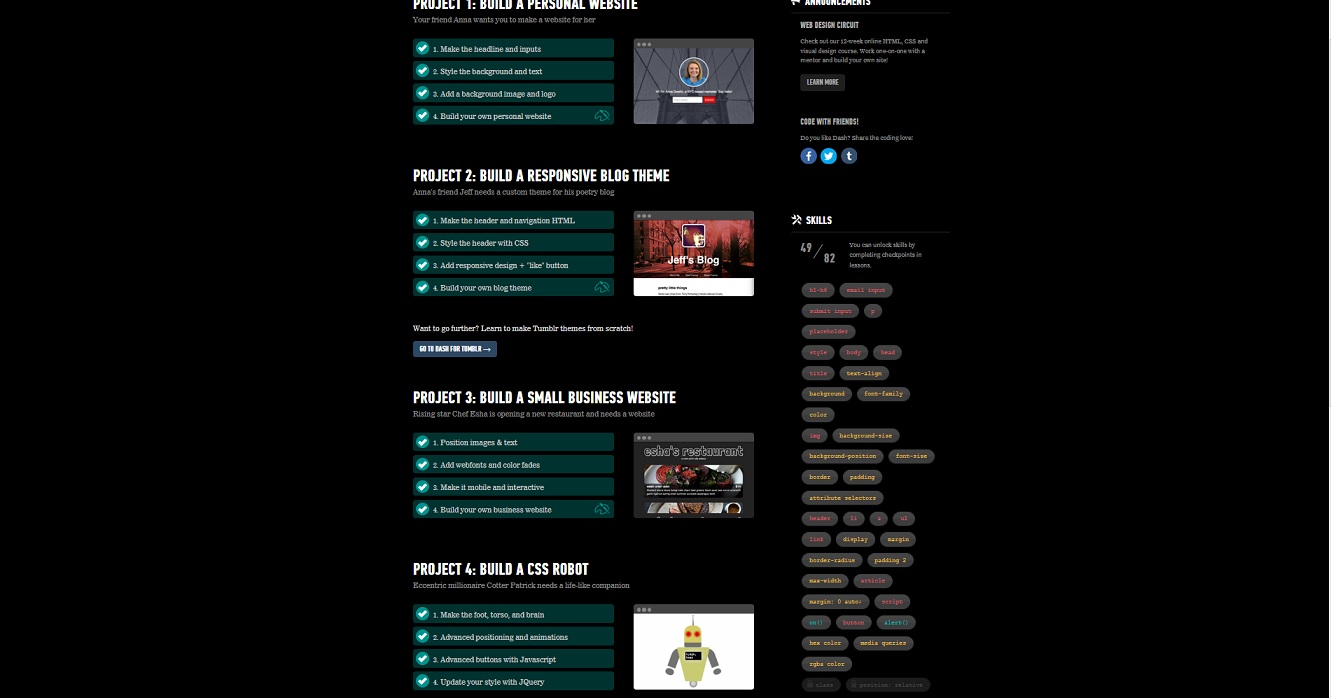 PROJECT 1: BUILD A PERSONAL WEBSITE
Your friend Anna wants you to make a website for her
1. Make the headline and inputs
2. Style the background and text
3. Add a background image and logo
4. Build your own personal website
PROJECT 2: BUILD A RESPONSIVE BLOG THEME
Anna's friend Jeff needs a custom theme for his poetry blog
1. Make the header and navigation HTML
2. Style the header with CSS
3. Add responsive design + "like" button
4. Build your own blog theme
Jeff's Blog
pretty little things
Want to go further? Learn to make Tumblr themes from scratch!
GO TO DASH FOR TUMBLR →
PROJECT 3: BUILD A SMALL BUSINESS WEBSITE
Rising star Chef Esha is opening a new restaurant and needs a website
1. Position images & text
2. Add webfonts and color fades
3. Make it mobile and interactive
4. Build your own business website
esha's restaurant
PROJECT 4: BUILD A CSS ROBOT
Eccentric millionaire Cotter Patrick needs a life-like companion
1. Make the foot, torso, and brain
2. Advanced positioning and animations
3. Advanced buttons with Javascript
4. Update your style with JQuery
ANNOUNCEMENTS
WEB DESIGN CIRCUIT
Check out our 12-week online HTML, CSS and
visual design course. Work one-on-one with a
mentor and build your own site!
LEARN MORE
CODE WITH FRIENDS!
Do you like Dash? Share the coding love!
SKILLS
49/82
You can unlock skills by
completing checkpoints in
lessons.
h1-h6 email input
submit input p
placeholder
style body head
title text-align
background font-family
color
img background-size
background-position font-size
border padding
attribute selectors
header li a ul
link display margin
border-radius padding 2
max-width article
margin: 0 auto; script
on() button alert()
hex color media queries
rgba color
class position: relative